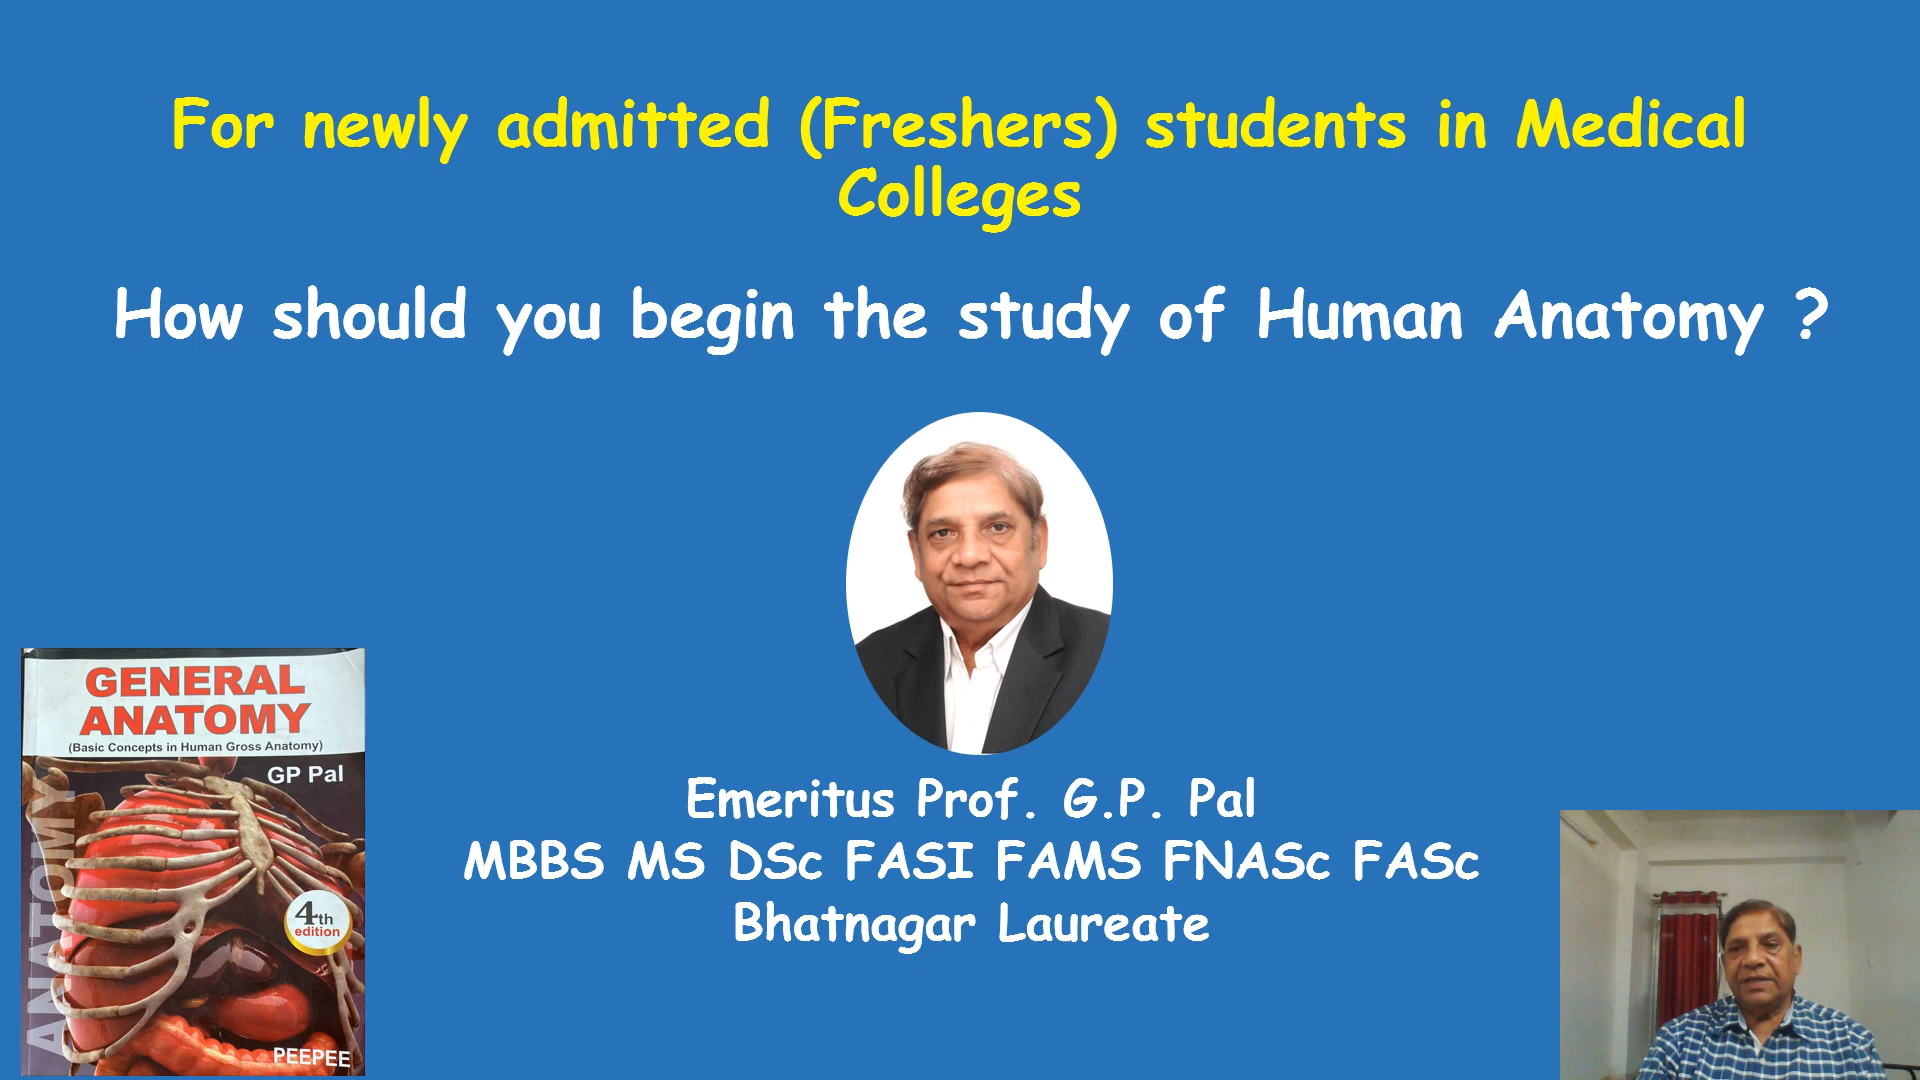 For newly admitted (Freshers) students in Medical
Colleges
How should you begin the study of Human Anatomy ?
GENERAL
ANATOMY
(Basic Concepts in Human Gross Anatomy)
GP Pal
ANATOMY
4th
edition
PEEPEE
Emeritus Prof. G.P. Pal
MBBS MS DSc FASI FAMS FNASc FASc
Bhatnagar Laureate